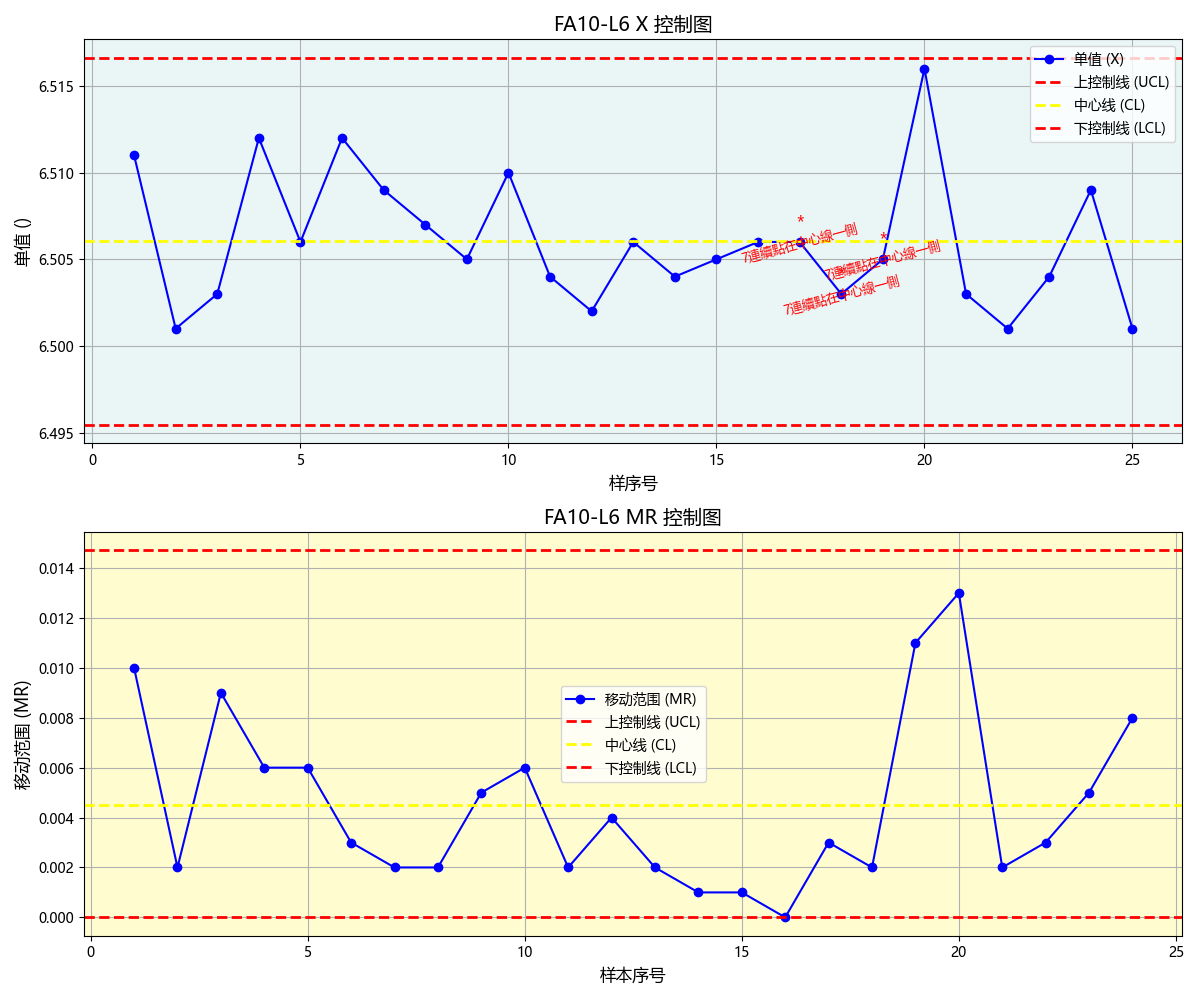 FA10-L6 X 控制图
单值 ()
6.515
6.510
6.505
6.500
6.495
单值 (X)
上控制线 (UCL)
中心线 (CL)
下控制线 (LCL)
*
7連續點在中心線一側
*
7連續點在中心線一側
*
7連續點在中心線一側
0 5 10 15 20 25
样序号
FA10-L6 MR 控制图
移动范围 (MR)
0.014
0.012
0.010
0.008
0.006
0.004
0.002
0.000
移动范围 (MR)
上控制线 (UCL)
中心线 (CL)
下控制线 (LCL)
0 5 10 15 20 25
样本序号